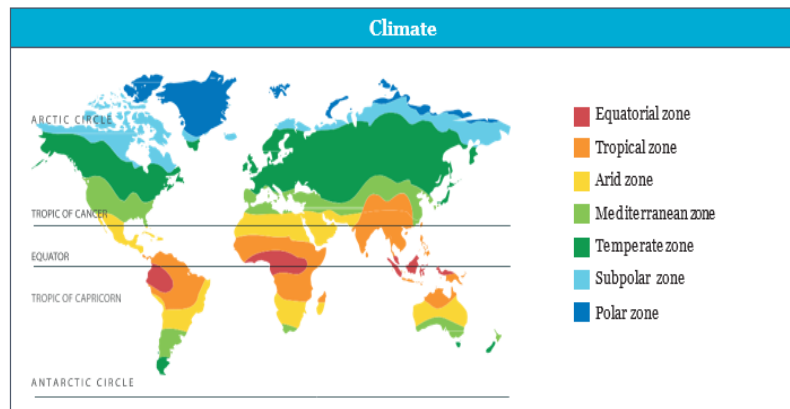 Climate
ARCTIC CIRCLE
TROPIC OF CANCER
EQUATOR
TROPIC OF CAPRICORN
ANTARCTIC CIRCLE
Equatorial zone
Tropical zone
Arid zone
Mediterranean zone
Temperate zone
Subpolar zone
Polar zone